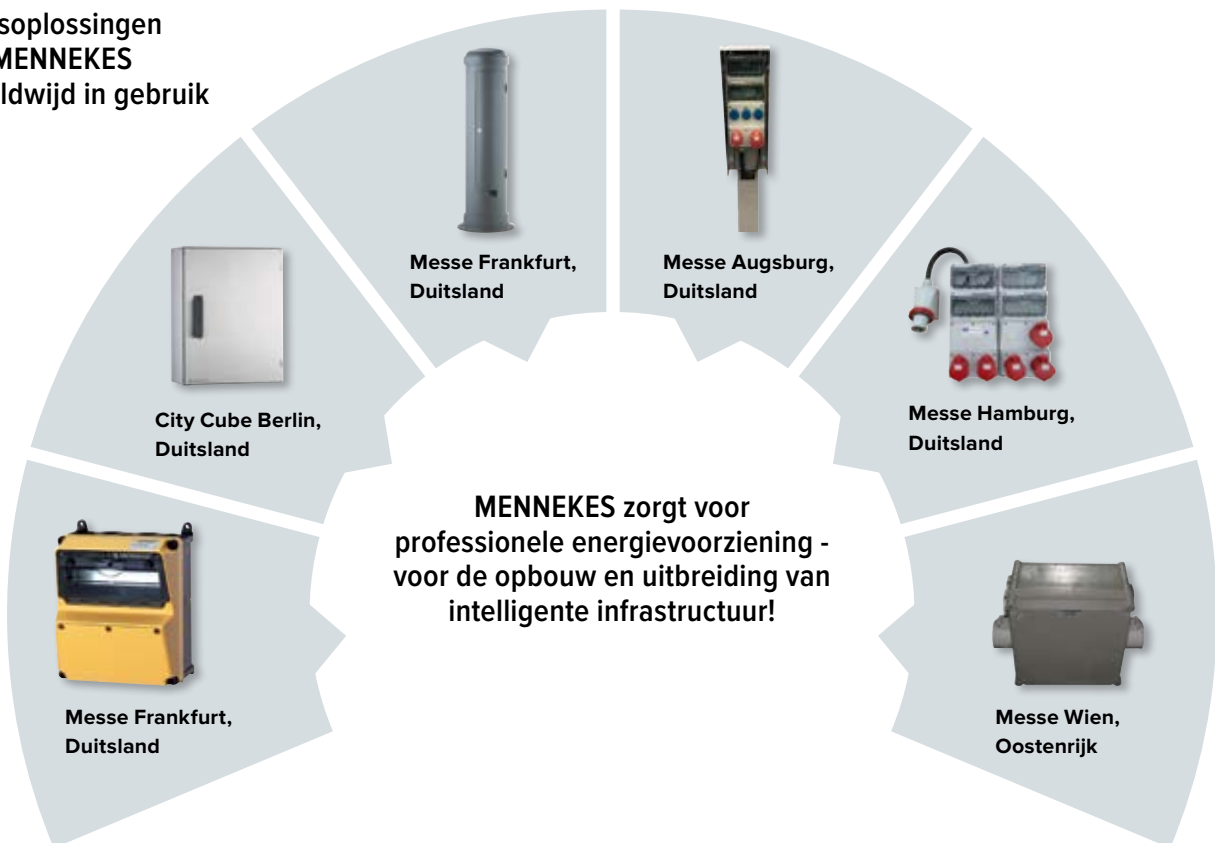 soplossingen
MENNEKES
ldwijd in gebruik
Messe Frankfurt,
Duitsland
Messe Augsburg,
Duitsland
City Cube Berlin,
Duitsland
Messe Hamburg,
Duitsland
MENNEKES zorgt voor
professionele energievoorziening -
voor de opbouw en uitbreiding van
intelligente infrastructuur!
Messe Frankfurt,
Duitsland
Messe Wien,
Oostenrijk